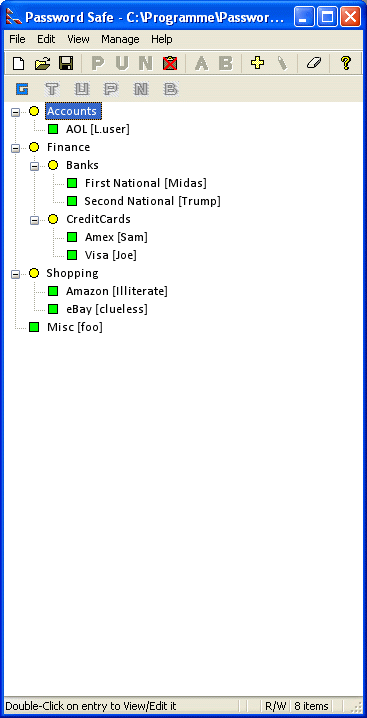 Password Safe - C:\Programme\Passwor...
File Edit View Manage Help
P U N A B ?
G T U P N B
Accounts
AOL [L.user]
Finance
Banks
First National [Midas]
Second National [Trump]
CreditCards
Amex [Sam]
Visa [Joe]
Shopping
Amazon [Illiterate]
eBay [clueless]
Misc [foo]
Double-Click on entry to View/Edit it R/W 8 items